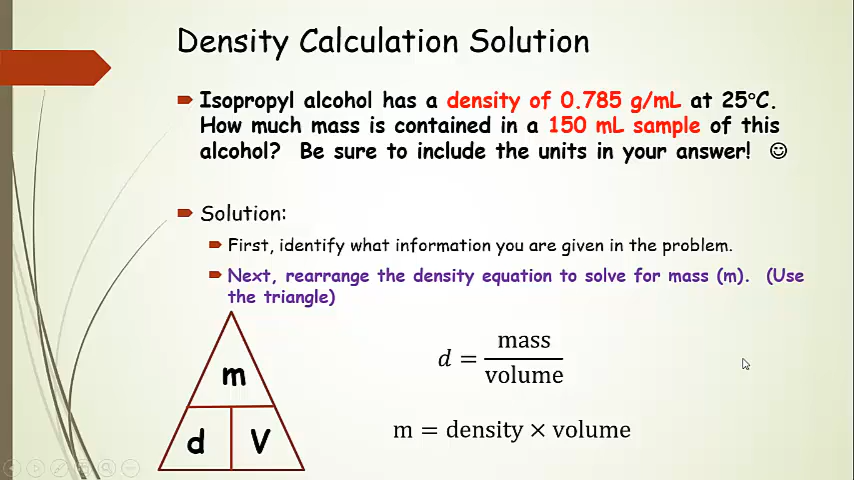 Density Calculation Solution
Isopropyl alcohol has a density of 0.785 g/mL at 25°C.
How much mass is contained in a 150 mL sample of this
alcohol? Be sure to include the units in your answer! ☺
Solution:
First, identify what information you are given in the problem.
Next, rearrange the density equation to solve for mass (m). (Use
the triangle)
m
d V
d = mass / volume
m = density × volume